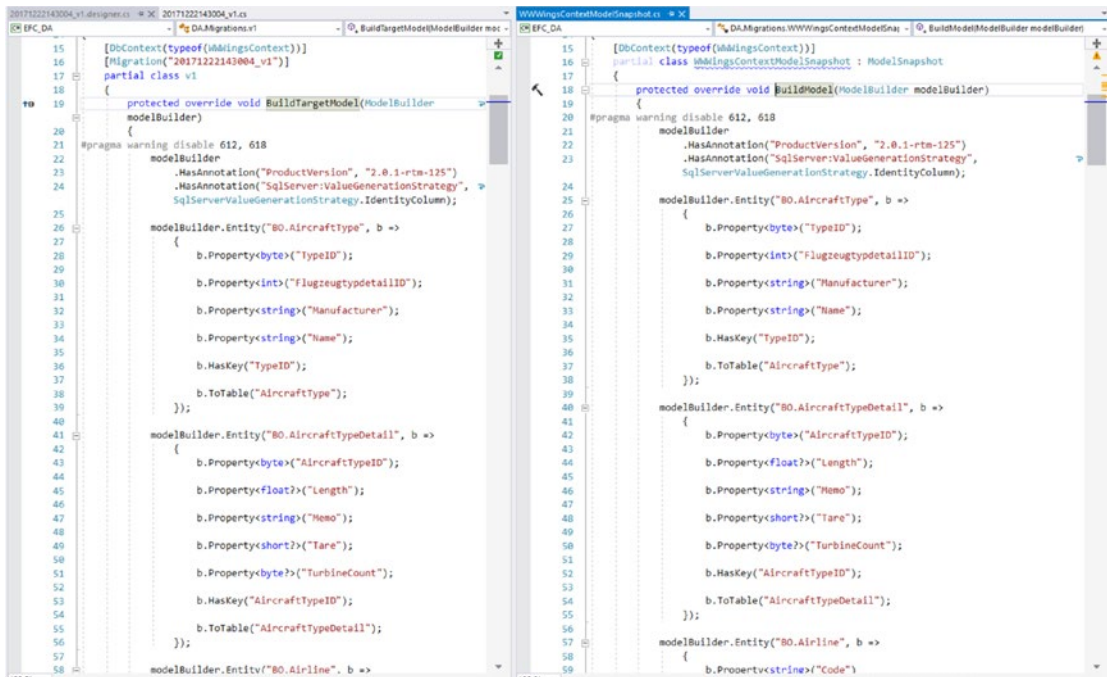 20171222143004_v1.designer.cs 20171222143004_v1.cs
EFC_DA DA.Migrations.v1 BuildTargetModel(ModelBuilder moc
15 [DbContext(typeof(WWWingsContext))]
16 [Migration("20171222143004_v1")]
17 partial class v1
18 {
19 protected override void BuildTargetModel(ModelBuilder
modelBuilder)
20 {
21 #pragma warning disable 612, 618
22 modelBuilder
23 .HasAnnotation("ProductVersion", "2.0.1-rtm-125")
24 .HasAnnotation("SqlServer:ValueGenerationStrategy",
SqlServerValueGenerationStrategy.IdentityColumn);
25
26 modelBuilder.Entity("BO.AircraftType", b =>
27 {
28 b.Property<byte>("TypeID");
29
30 b.Property<int>("FlugzeugtypdetailID");
31
32 b.Property<string>("Manufacturer");
33
34 b.Property<string>("Name");
35
36 b.HasKey("TypeID");
37
38 b.ToTable("AircraftType");
39 });
40
41 modelBuilder.Entity("BO.AircraftTypeDetail", b =>
42 {
43 b.Property<byte>("AircraftTypeID");
44
45 b.Property<float?>("Length");
46
47 b.Property<string>("Memo");
48
49 b.Property<short?>("Tare");
50
51 b.Property<byte?>("TurbineCount");
52
53 b.HasKey("AircraftTypeID");
54
55 b.ToTable("AircraftTypeDetail");
56 });
57
58 modelBuilder.Entity("BO.Airline", b =>
WWWingsContextModelSnapshot.cs
EFC_DA DA.Migrations.WWWingsContextModelSnap BuildModel(ModelBuilder modelBuilder)
15 [DbContext(typeof(WWWingsContext))]
16 partial class WWWingsContextModelSnapshot : ModelSnapshot
17 {
18 protected override void BuildModel(ModelBuilder modelBuilder)
19 {
20 #pragma warning disable 612, 618
21 modelBuilder
22 .HasAnnotation("ProductVersion", "2.0.1-rtm-125")
23 .HasAnnotation("SqlServer:ValueGenerationStrategy",
SqlServerValueGenerationStrategy.IdentityColumn);
24
25 modelBuilder.Entity("BO.AircraftType", b =>
26 {
27 b.Property<byte>("TypeID");
28
29 b.Property<int>("FlugzeugtypdetailID");
30
31 b.Property<string>("Manufacturer");
32
33 b.Property<string>("Name");
34
35 b.HasKey("TypeID");
36
37 b.ToTable("AircraftType");
38 });
39
40 modelBuilder.Entity("BO.AircraftTypeDetail", b =>
41 {
42 b.Property<byte>("AircraftTypeID");
43
44 b.Property<float?>("Length");
45
46 b.Property<string>("Memo");
47
48 b.Property<short?>("Tare");
49
50 b.Property<byte?>("TurbineCount");
51
52 b.HasKey("AircraftTypeID");
53
54 b.ToTable("AircraftTypeDetail");
55 });
56
57 modelBuilder.Entity("BO.Airline", b =>
58 {
59 b.Property<string>("Code")